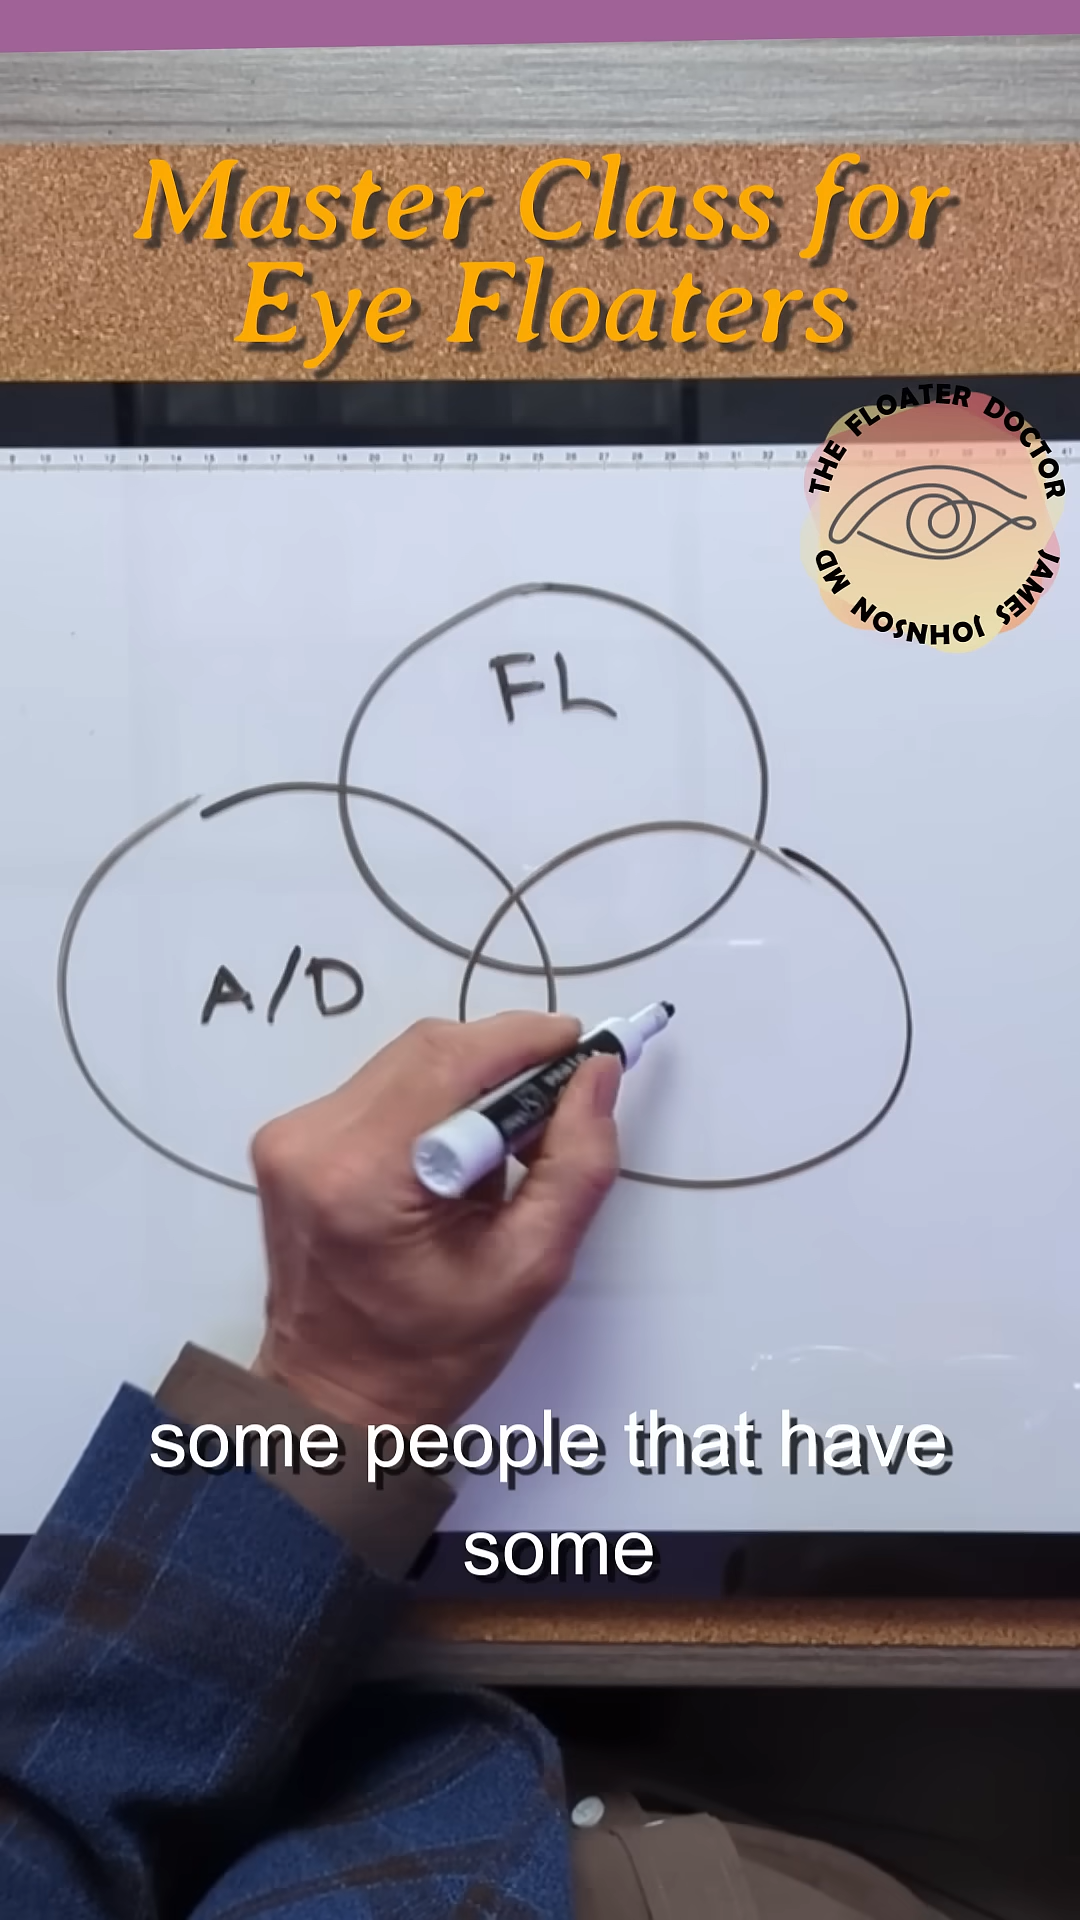 Master Class for
Eye Floaters
THE FLOATER DOCTOR
JAMES JOHNSON MD
FL
A/D
some people that have
some